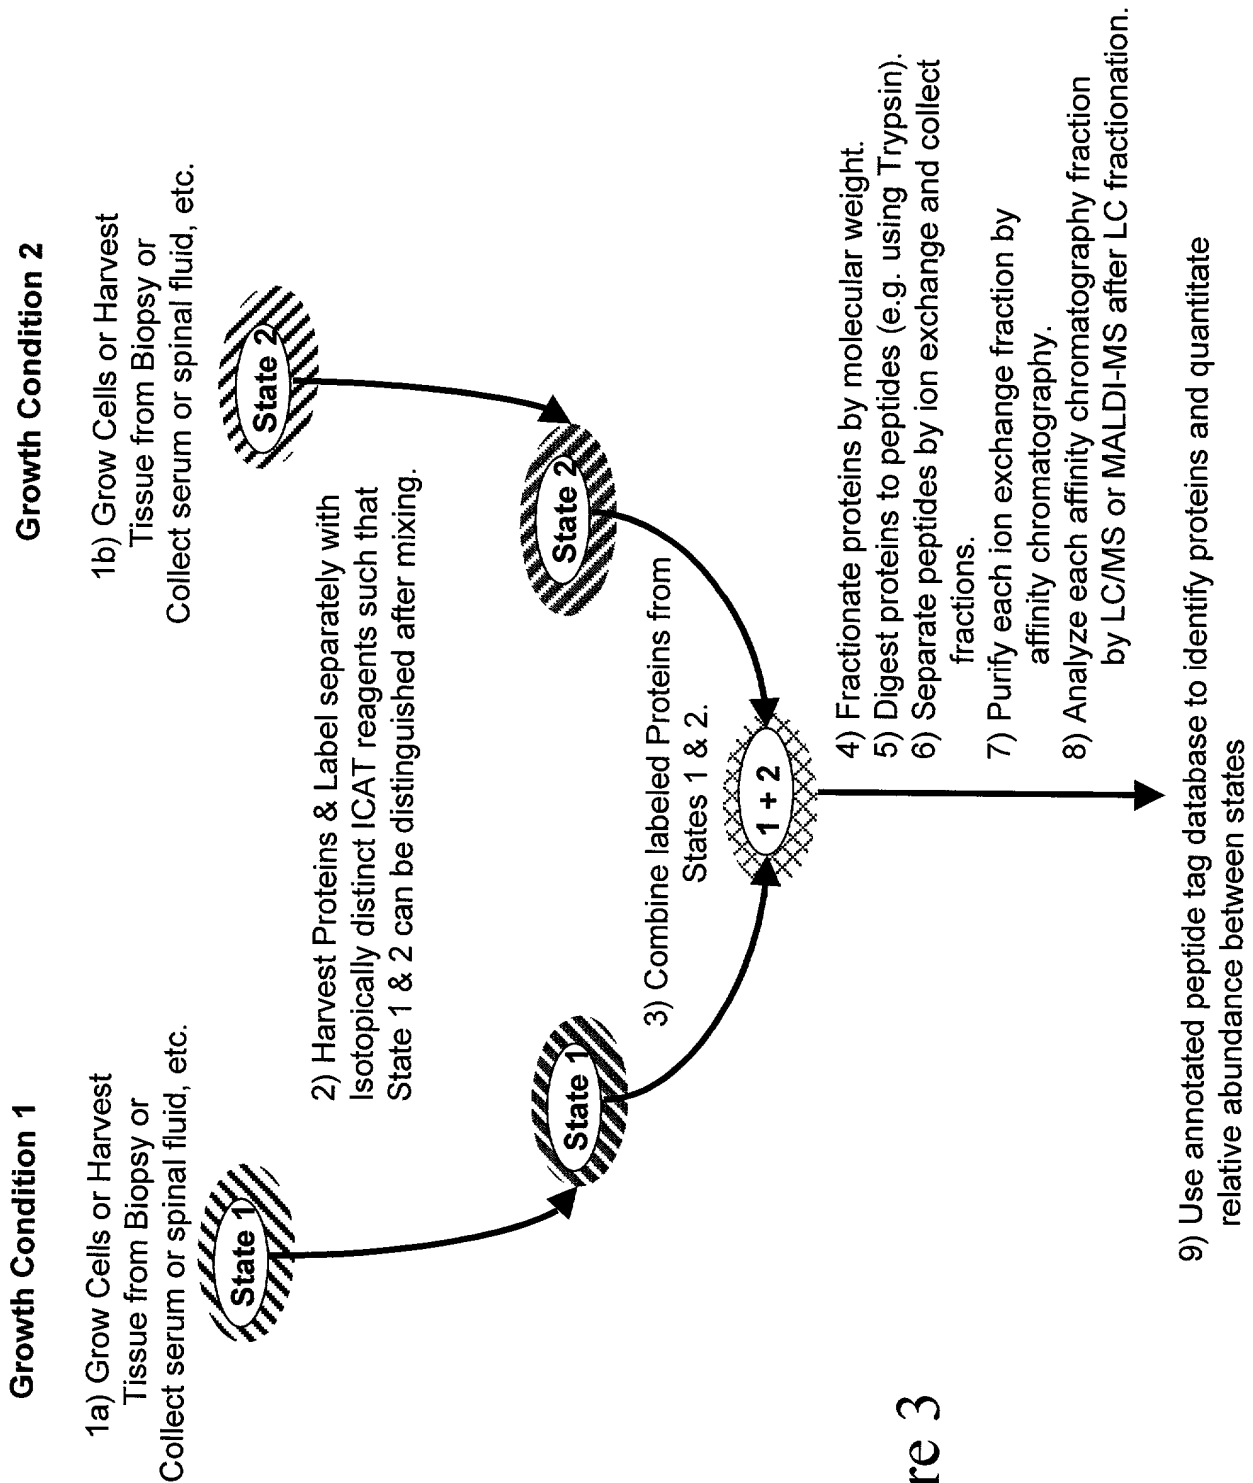 Growth Condition 1
Growth Condition 2
1a) Grow Cells or Harvest
Tissue from Biopsy or
Collect serum or spinal fluid, etc.
1b) Grow Cells or Harvest
Tissue from Biopsy or
Collect serum or spinal fluid, etc.
State 1
State 2
2) Harvest Proteins & Label separately with
Isotopically distinct ICAT reagents such that
State 1 & 2 can be distinguished after mixing.
State 1
State 2
3) Combine labeled Proteins from
States 1 & 2.
1 + 2
4) Fractionate proteins by molecular weight.
5) Digest proteins to peptides (e.g. using Trypsin).
6) Separate peptides by ion exchange and collect
fractions.
7) Purify each ion exchange fraction by
affinity chromatography.
8) Analyze each affinity chromatography fraction
by LC/MS or MALDI-MS after LC fractionation.
9) Use annotated peptide tag database to identify proteins and quantitate
relative abundance between states
re 3